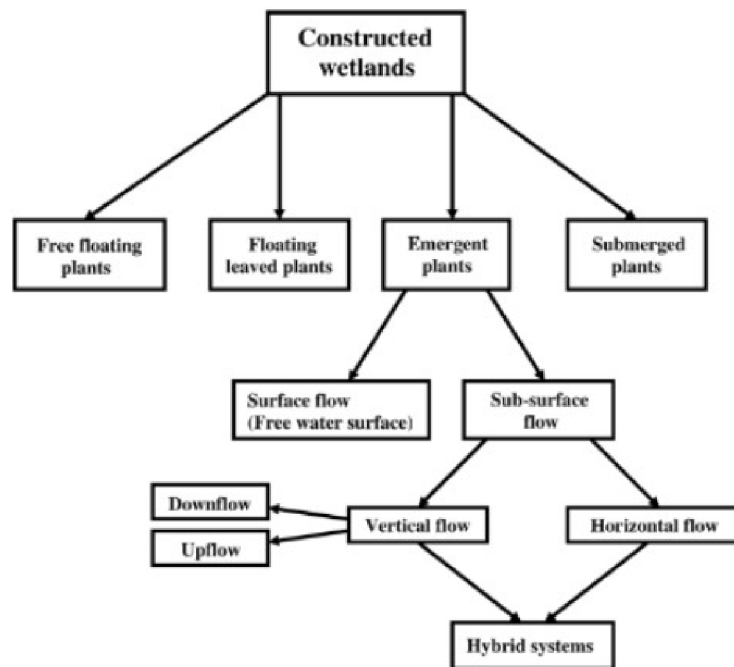 Constructed
wetlands
Free floating
plants
Floating
leaved plants
Emergent
plants
Submerged
plants
Surface flow
(Free water surface)
Sub-surface
flow
Downflow
Upflow
Vertical flow
Horizontal flow
Hybrid systems